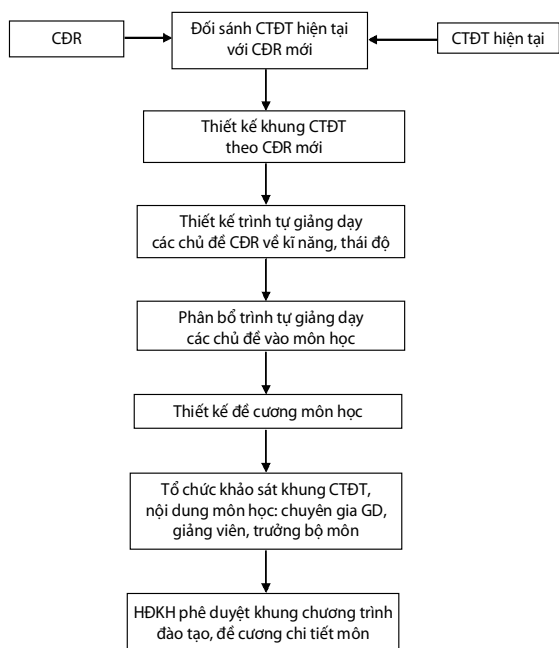 CĐR
Đối sánh CTĐT hiện tại
với CĐR mới
CTĐT hiện tại
Thiết kế khung CTĐT
theo CĐR mới
Thiết kế trình tự giảng dạy
các chủ đề CĐR về kĩ năng, thái độ
Phân bổ trình tự giảng dạy
các chủ đề vào môn học
Thiết kế đề cương môn học
Tổ chức khảo sát khung CTĐT,
nội dung môn học: chuyên gia GD,
giảng viên, trưởng bộ môn
HĐKH phê duyệt khung chương trình
đào tạo, đề cương chi tiết môn